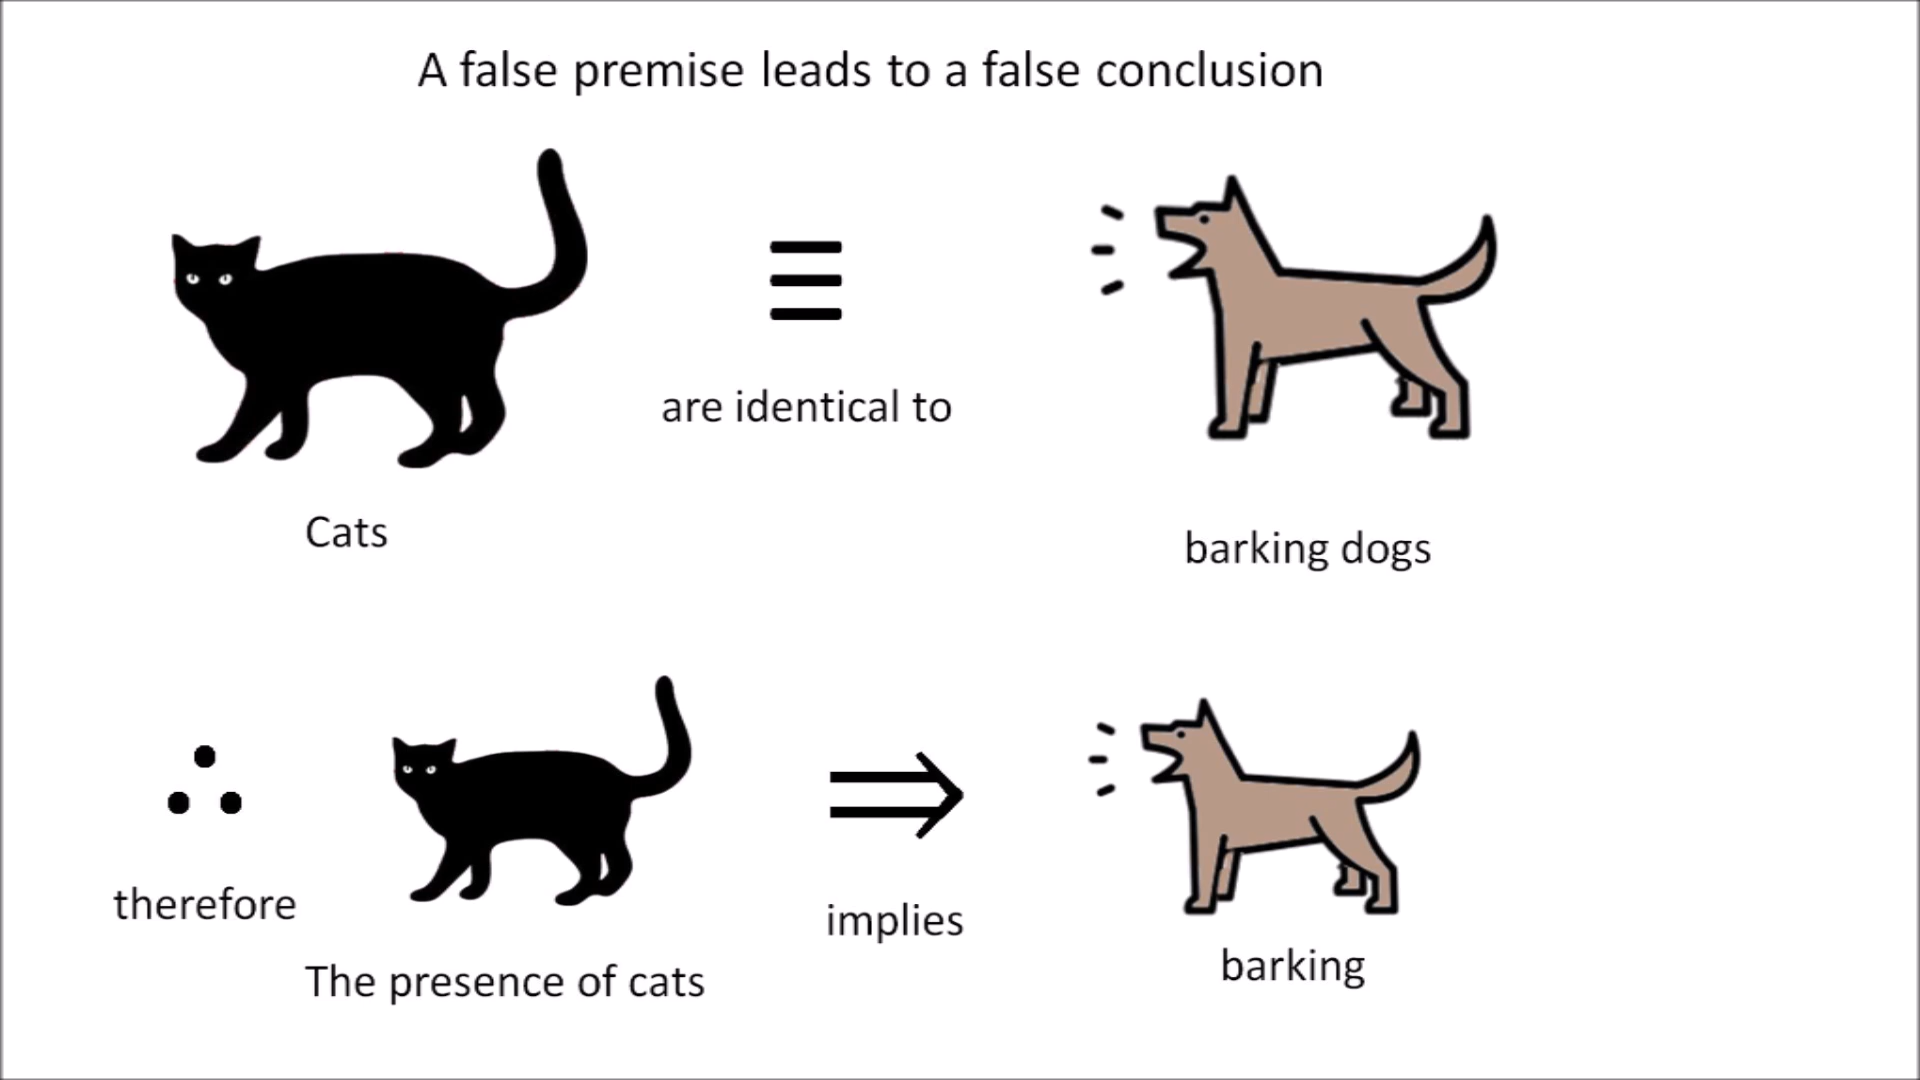 A false premise leads to a false conclusion
≡
are identical to
Cats
barking dogs
∴
⇒
therefore
implies
The presence of cats
barking